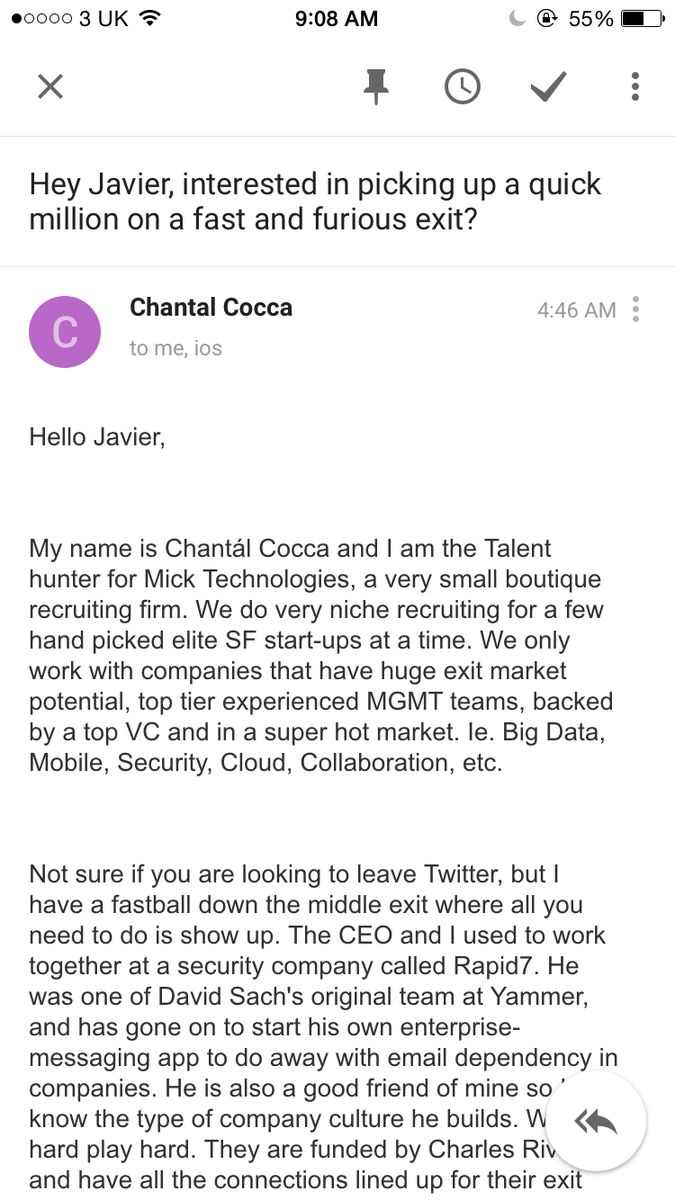 3 UK 9:08 AM 55%
Hey Javier, interested in picking up a quick
million on a fast and furious exit?
C
Chantal Cocca 4:46 AM
to me, ios
Hello Javier,
My name is Chantál Cocca and I am the Talent
hunter for Mick Technologies, a very small boutique
recruiting firm. We do very niche recruiting for a few
hand picked elite SF start-ups at a time. We only
work with companies that have huge exit market
potential, top tier experienced MGMT teams, backed
by a top VC and in a super hot market. Ie. Big Data,
Mobile, Security, Cloud, Collaboration, etc.
Not sure if you are looking to leave Twitter, but I
have a fastball down the middle exit where all you
need to do is show up. The CEO and I used to work
together at a security company called Rapid7. He
was one of David Sach's original team at Yammer,
and has gone on to start his own enterprise-
messaging app to do away with email dependency in
companies. He is also a good friend of mine so
know the type of company culture he builds.
hard play hard. They are funded by Charles
and have all the connections lined up for their exit